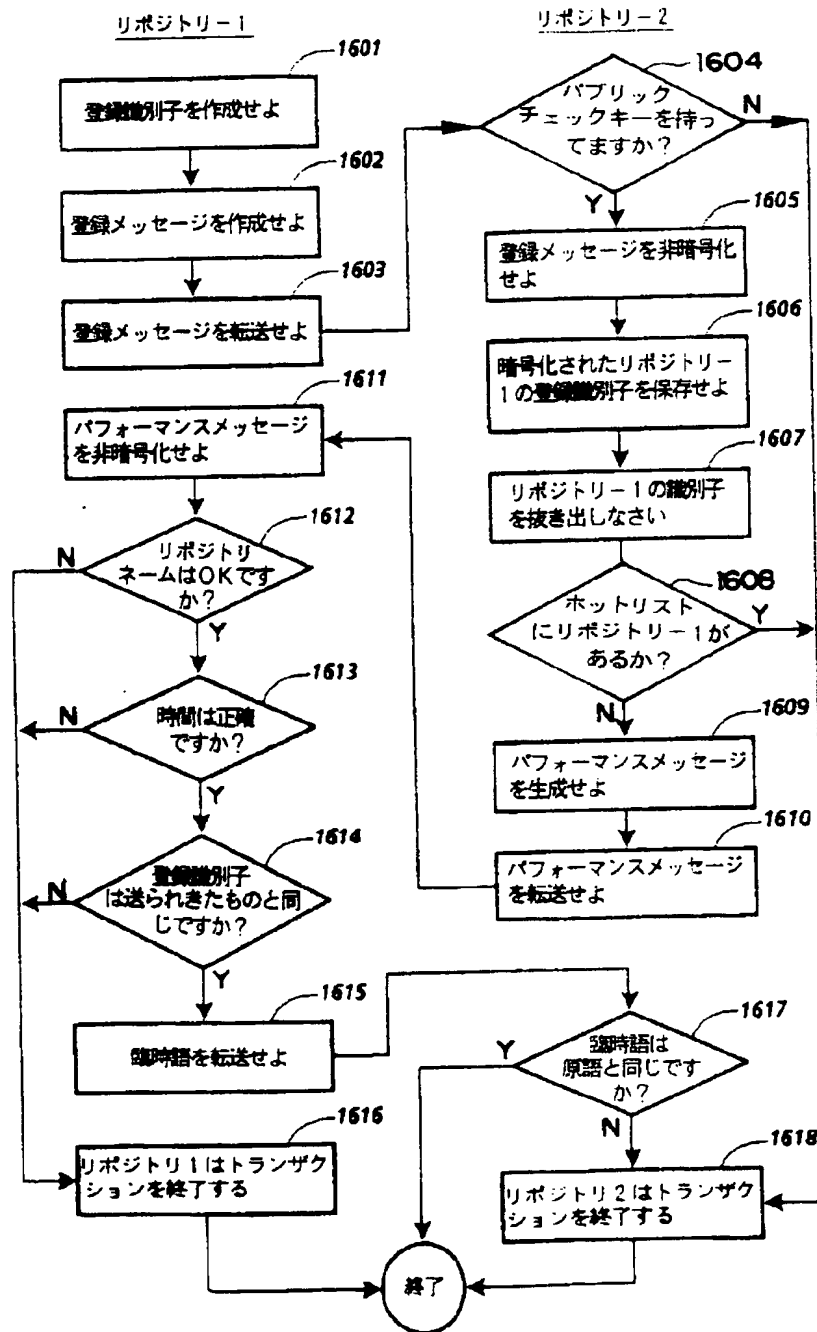 リポジトリー1
1601
登録識別子を作成せよ
1602
登録メッセージを作成せよ
1603
登録メッセージを転送せよ
1611
パフォーマンスメッセージ
を非暗号化せよ
1612
リポジトリ
ネームはOKです
か?
N
Y
1613
時間は正確
ですか?
N
Y
1614
登録識別子
は送られきたものと同
じですか?
N
Y
1615
臨時語を転送せよ
1616
リポジトリ1はトランザク
ションを終了する
リポジトリー2
1604
パブリック
チェックキーを持っ
てますか?
N
Y
1605
登録メッセージを非暗号化
せよ
1606
暗号化されたリポジトリー
1の登録識別子を保存せよ
1607
リポジトリー1の識別子
を抜き出しなさい
1608
ホットリスト
にリポジトリー1が
あるか?
Y
N
1609
パフォーマンスメッセージ
を生成せよ
1610
パフォーマンスメッセージ
を転送せよ
1617
臨時語は
原語と同じです
か?
Y
N
1618
リポジトリ2はトランザク
ションを終了する
終了